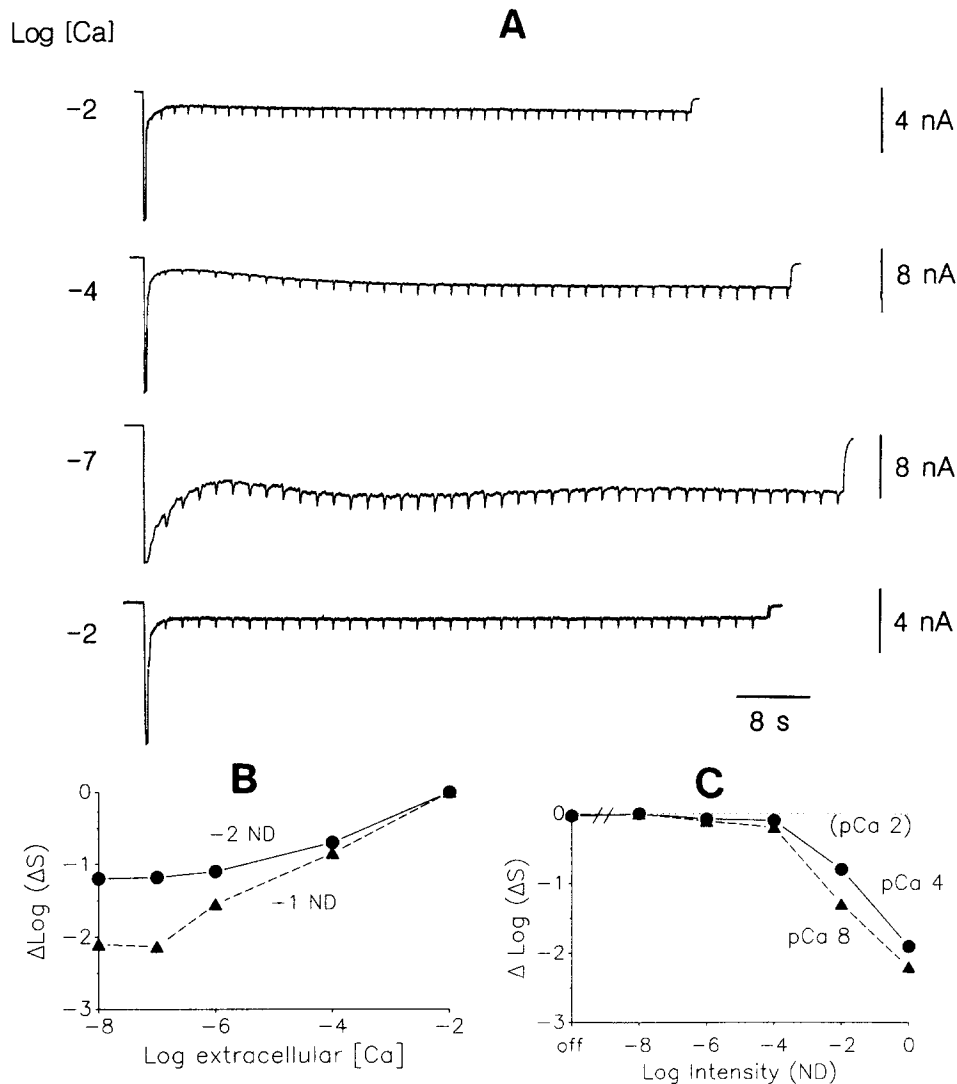 A
Log [Ca]
-2
4 nA
-4
8 nA
-7
8 nA
-2
4 nA
8 s
B
0
-1
-2
-3
ΔLog (ΔS)
-2 ND
-1 ND
-8
-6
-4
-2
Log extracellular [Ca]
C
0
-1
-2
-3
Δ Log (ΔS)
(pCa 2)
pCa 4
pCa 8
off
-8
-6
-4
-2
0
Log Intensity (ND)